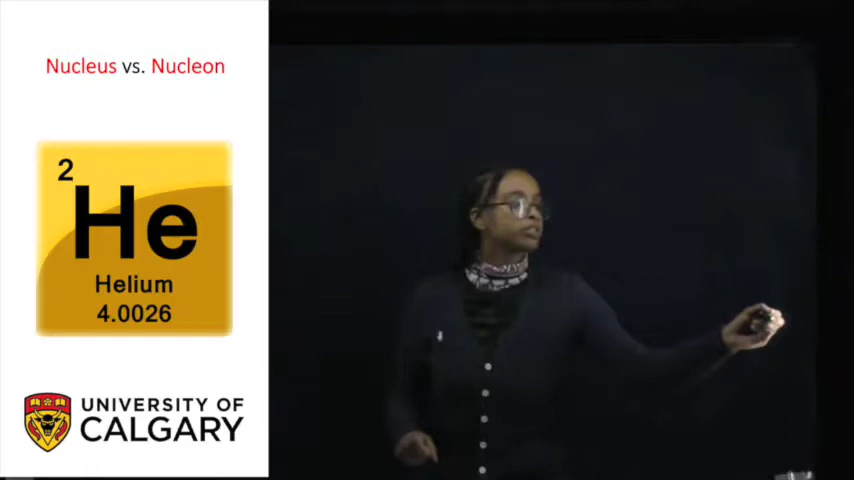 Nucleus vs. Nucleon
2
He
Helium
4.0026
UNIVERSITY OF
CALGARY